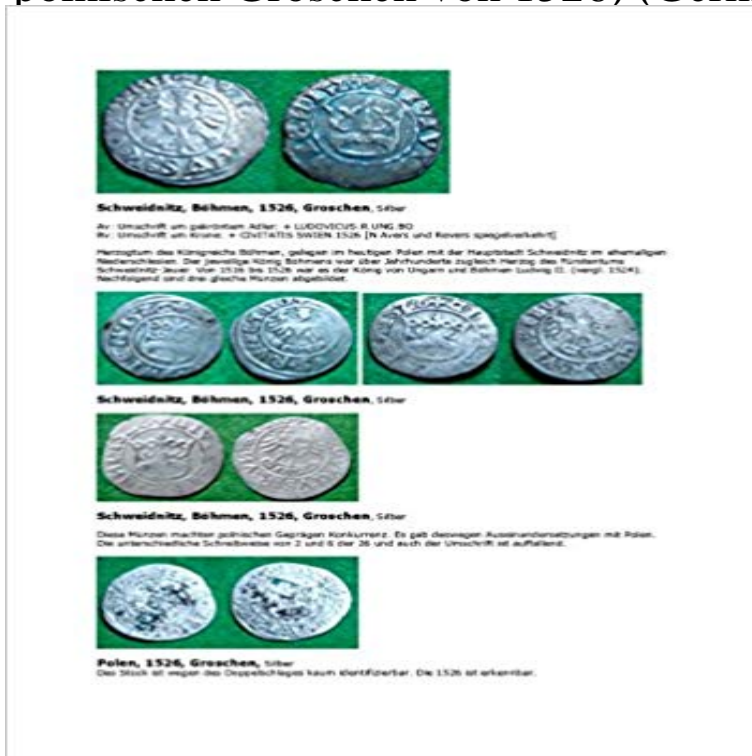 polnischen Groschen von 1526) (Germ
Schweidnitz, Böhmen, 1526, Groschen, Silber
Av: Umschrift um gekröntem Adler: + LUDOVICUS R UNG BO
Rv: Umschrift um Krone: + CIVITATIS SWIEN 1526 [N Avers und Revers spiegelverkehrt]
Herzogtum des Königreichs Böhmen, gelegen im heutigen Polen mit der Hauptstadt Schweidnitz im ehemaligen
Niederschlesien. Der jeweilige König Böhmens war über Jahrhunderte zugleich Herzog des Fürstentums
Schweidnitz-Jauer. Von 1516 bis 1526 war es der König von Ungarn und Böhmen Ludwig II. (vergl. 1524).
Nachfolgend sind drei gleiche Münzen abgebildet.
Schweidnitz, Böhmen, 1526, Groschen, Silber
Schweidnitz, Böhmen, 1526, Groschen, Silber
Diese Münzen machten polnischen Geprägen Konkurrenz. Es gab deswegen Auseinandersetzungen mit Polen.
Die unterschiedliche Schreibweise von 2 und 6 der 26 und auch der Umschrift ist auffallend.
Polen, 1526, Groschen, Silber
Das Stück ist wegen des Doppelschlages kaum identifizierbar. Die 1526 ist erkennbar.